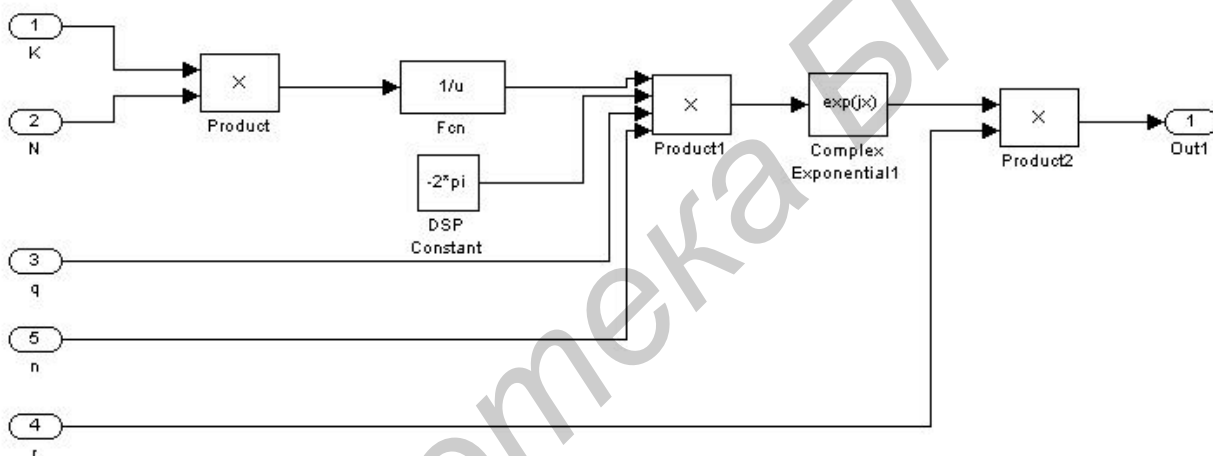 1
K
2
N
×
Product
1/u
Fcn
-2*pi
DSP
Constant
×
Product1
exp(jx)
Complex
Exponential1
×
Product2
1
Out1
3
q
5
n
4